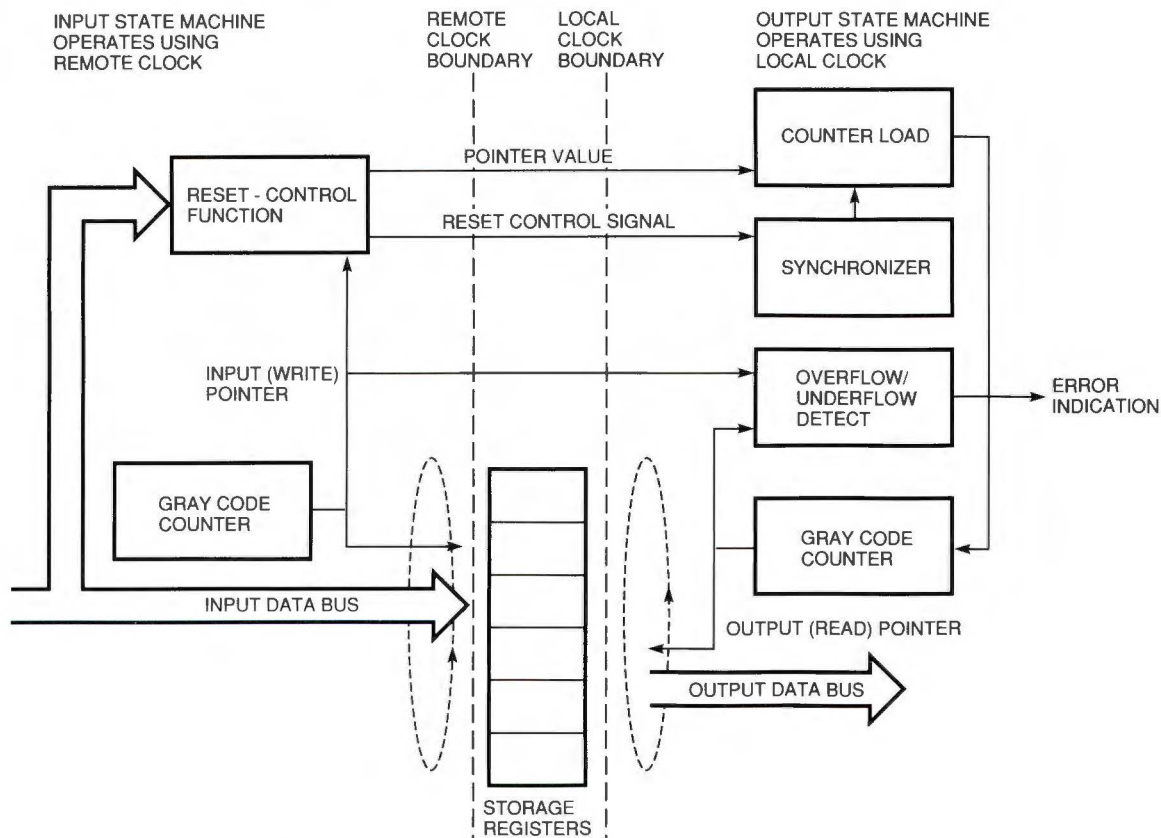 INPUT STATE MACHINE
OPERATES USING
REMOTE CLOCK
REMOTE
CLOCK
BOUNDARY
LOCAL
CLOCK
BOUNDARY
OUTPUT STATE MACHINE
OPERATES USING
LOCAL CLOCK
COUNTER LOAD
POINTER VALUE
RESET - CONTROL
FUNCTION
RESET CONTROL SIGNAL
SYNCHRONIZER
INPUT (WRITE)
POINTER
OVERFLOW/
UNDERFLOW
DETECT
ERROR
INDICATION
GRAY CODE
COUNTER
GRAY CODE
COUNTER
INPUT DATA BUS
OUTPUT (READ) POINTER
OUTPUT DATA BUS
STORAGE
REGISTERS